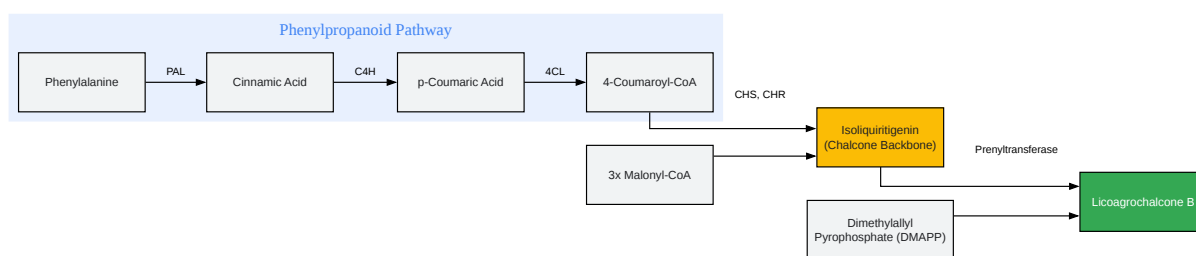 Phenylpropanoid Pathway
Phenylalanine
PAL
Cinnamic Acid
C4H
p-Coumaric Acid
4CL
4-Coumaroyl-CoA
CHS, CHR
3x Malonyl-CoA
Isoliquiritigenin
(Chalcone Backbone)
Prenyltransferase
Dimethylallyl
Pyrophosphate (DMAPP)
Licoagrochalcone B